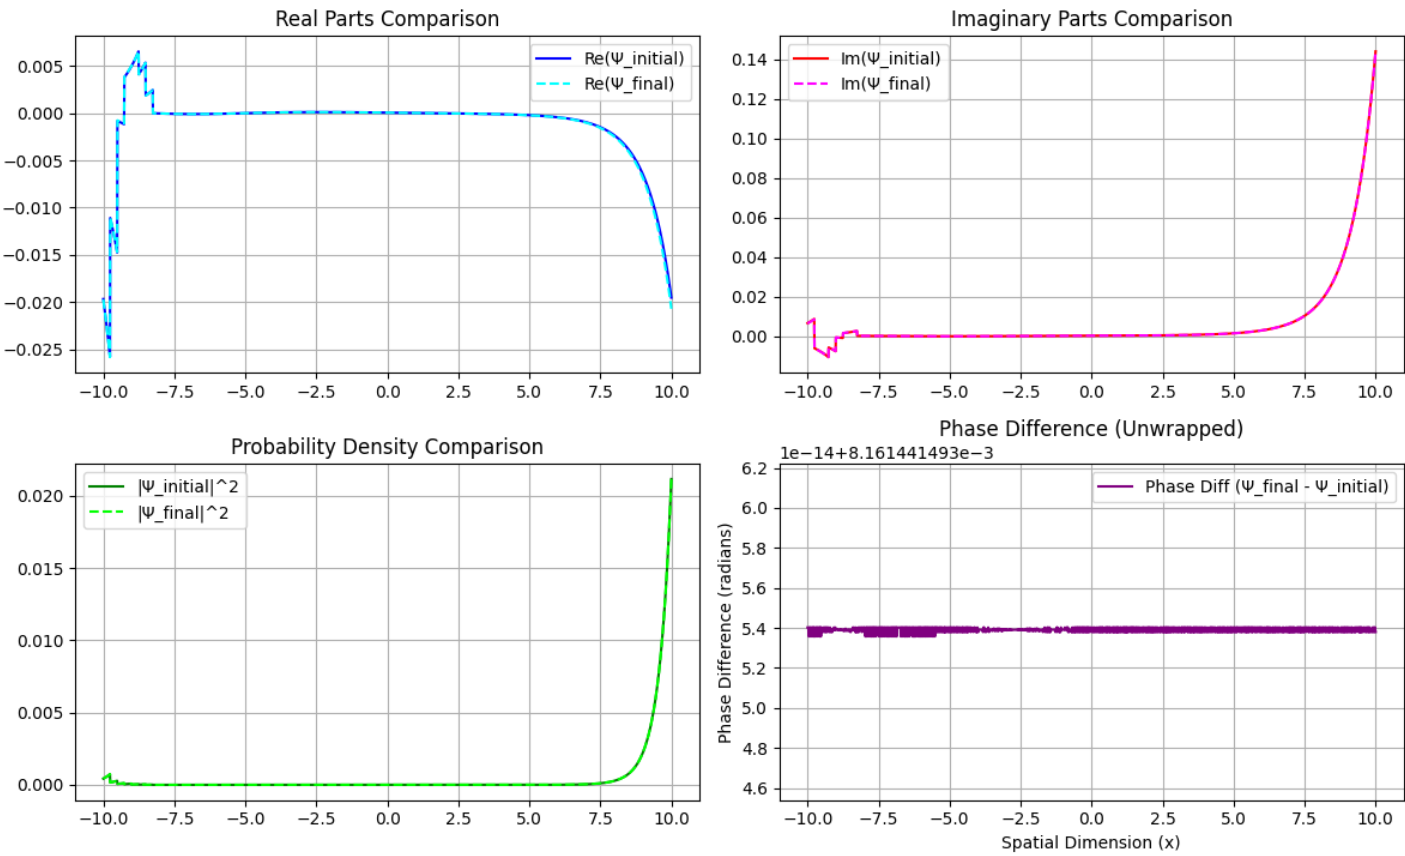 Real Parts Comparison
Re(Ψ_initial)
Re(Ψ_final)
0.005
0.000
−0.005
−0.010
−0.015
−0.020
−0.025
−10.0 −7.5 −5.0 −2.5 0.0 2.5 5.0 7.5 10.0
Imaginary Parts Comparison
Im(Ψ_initial)
Im(Ψ_final)
0.14
0.12
0.10
0.08
0.06
0.04
0.02
0.00
−10.0 −7.5 −5.0 −2.5 0.0 2.5 5.0 7.5 10.0
Probability Density Comparison
|Ψ_initial|^2
|Ψ_final|^2
0.020
0.015
0.010
0.005
0.000
−10.0 −7.5 −5.0 −2.5 0.0 2.5 5.0 7.5 10.0
Phase Difference (Unwrapped)
1e−14+8.161441493e−3
Phase Diff (Ψ_final - Ψ_initial)
Phase Difference (radians)
6.2
6.0
5.8
5.6
5.4
5.2
5.0
4.8
4.6
−10.0 −7.5 −5.0 −2.5 0.0 2.5 5.0 7.5 10.0
Spatial Dimension (x)